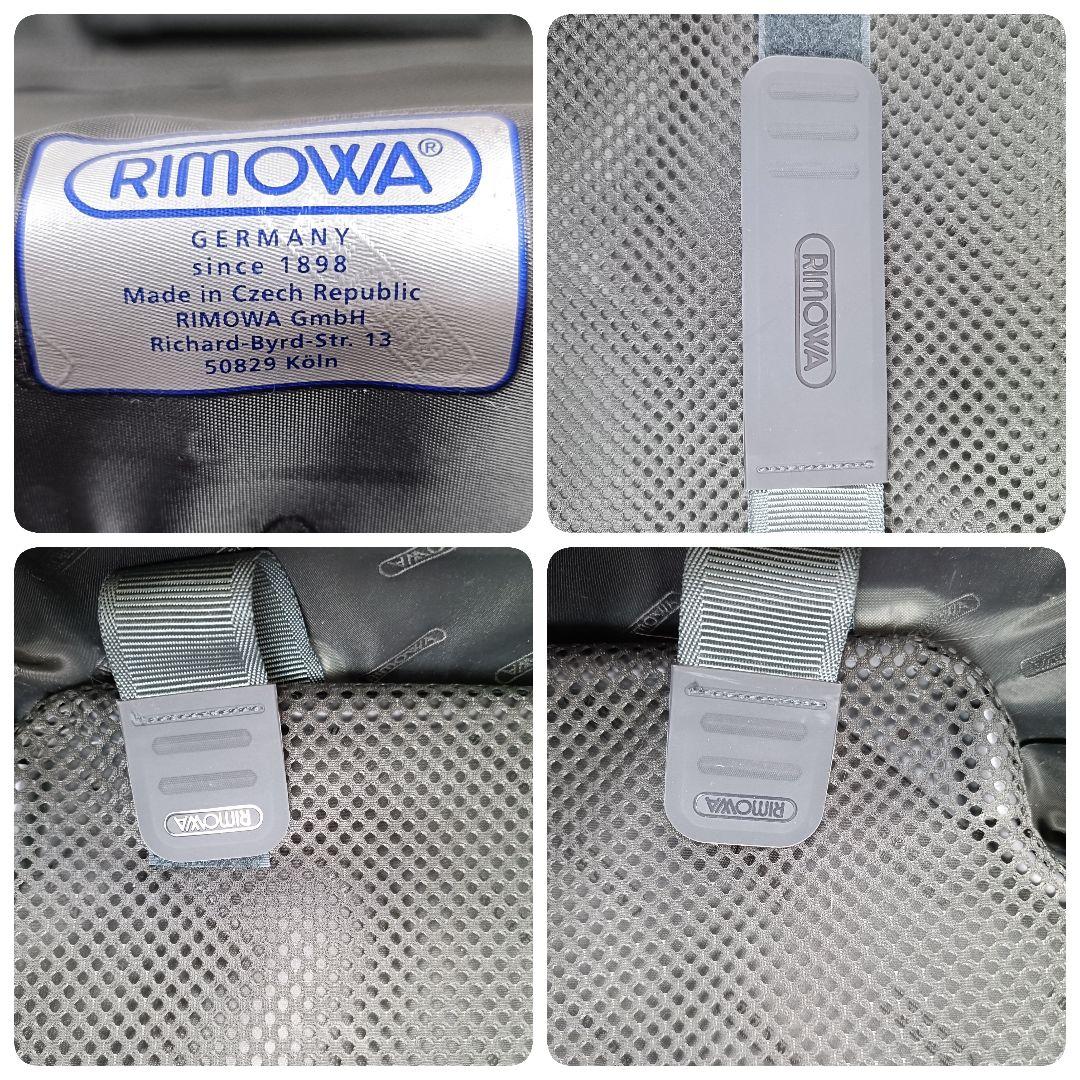 RIMOWA®
GERMANY
since 1898
Made in Czech Republic
RIMOWA GmbH
Richard-Byrd-Str. 13
50829 Köln
RIMOWA
RIMOWA
RIMOWA